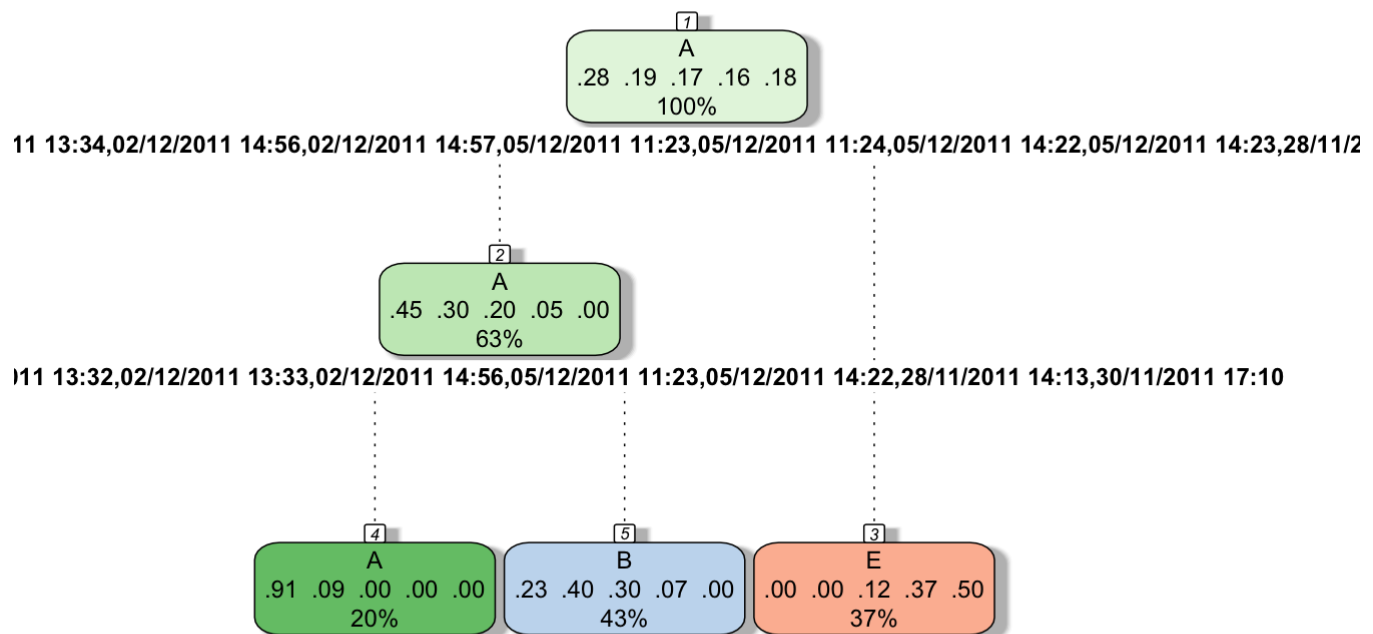 1
A
.28 .19 .17 .16 .18
100%
11 13:34,02/12/2011 14:56,02/12/2011 14:57,05/12/2011 11:23,05/12/2011 11:24,05/12/2011 14:22,05/12/2011 14:23,28/11/2
2
A
.45 .30 .20 .05 .00
63%
011 13:32,02/12/2011 13:33,02/12/2011 14:56,05/12/2011 11:23,05/12/2011 14:22,28/11/2011 14:13,30/11/2011 17:10
4 5 3
A B E
.91 .09 .00 .00 .00 .23 .40 .30 .07 .00 .00 .00 .12 .37 .50
20% 43% 37%